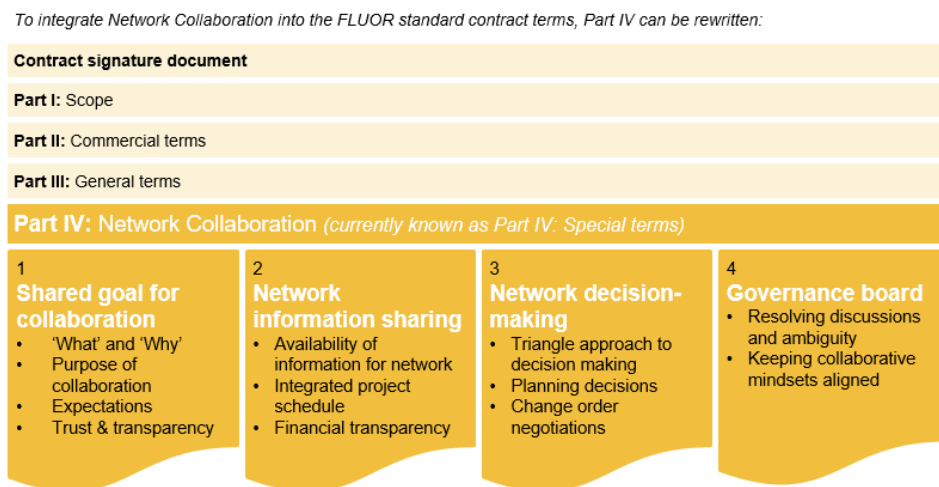 To integrate Network Collaboration into the FLUOR standard contract terms, Part IV can be rewritten:
Contract signature document
Part I: Scope
Part II: Commercial terms
Part III: General terms
Part IV: Network Collaboration (currently known as Part IV: Special terms)
1
Shared goal for
collaboration
• ‘What’ and ‘Why’
• Purpose of
collaboration
• Expectations
• Trust & transparency
2
Network
information sharing
• Availability of
information for network
• Integrated project
schedule
• Financial transparency
3
Network decision-
making
• Triangle approach to
decision making
• Planning decisions
• Change order
negotiations
4
Governance board
• Resolving discussions
and ambiguity
• Keeping collaborative
mindsets aligned